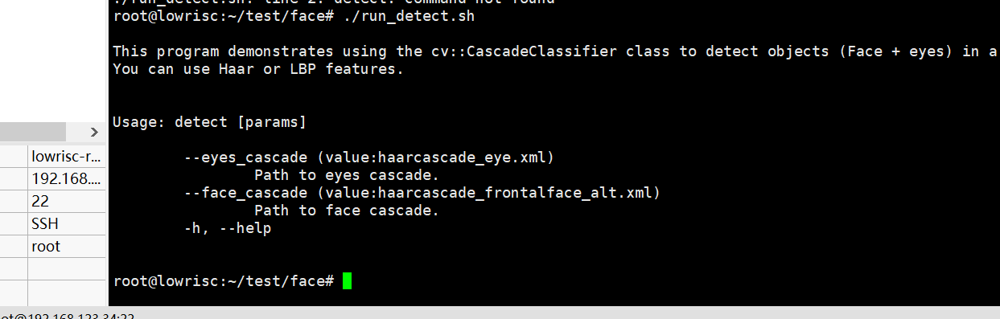 ./run_detect.sh: line 2: detect: command not found
root@lowrisc:~/test/face# ./run_detect.sh
This program demonstrates using the cv::CascadeClassifier class to detect objects (Face + eyes) in a
You can use Haar or LBP features.
Usage: detect [params]
--eyes_cascade (value:haarcascade_eye.xml)
Path to eyes cascade.
--face_cascade (value:haarcascade_frontalface_alt.xml)
Path to face cascade.
-h, --help
root@lowrisc:~/test/face#
lowrisc-r...
192.168....
22
SSH
root
ot@192.168.123.34:22